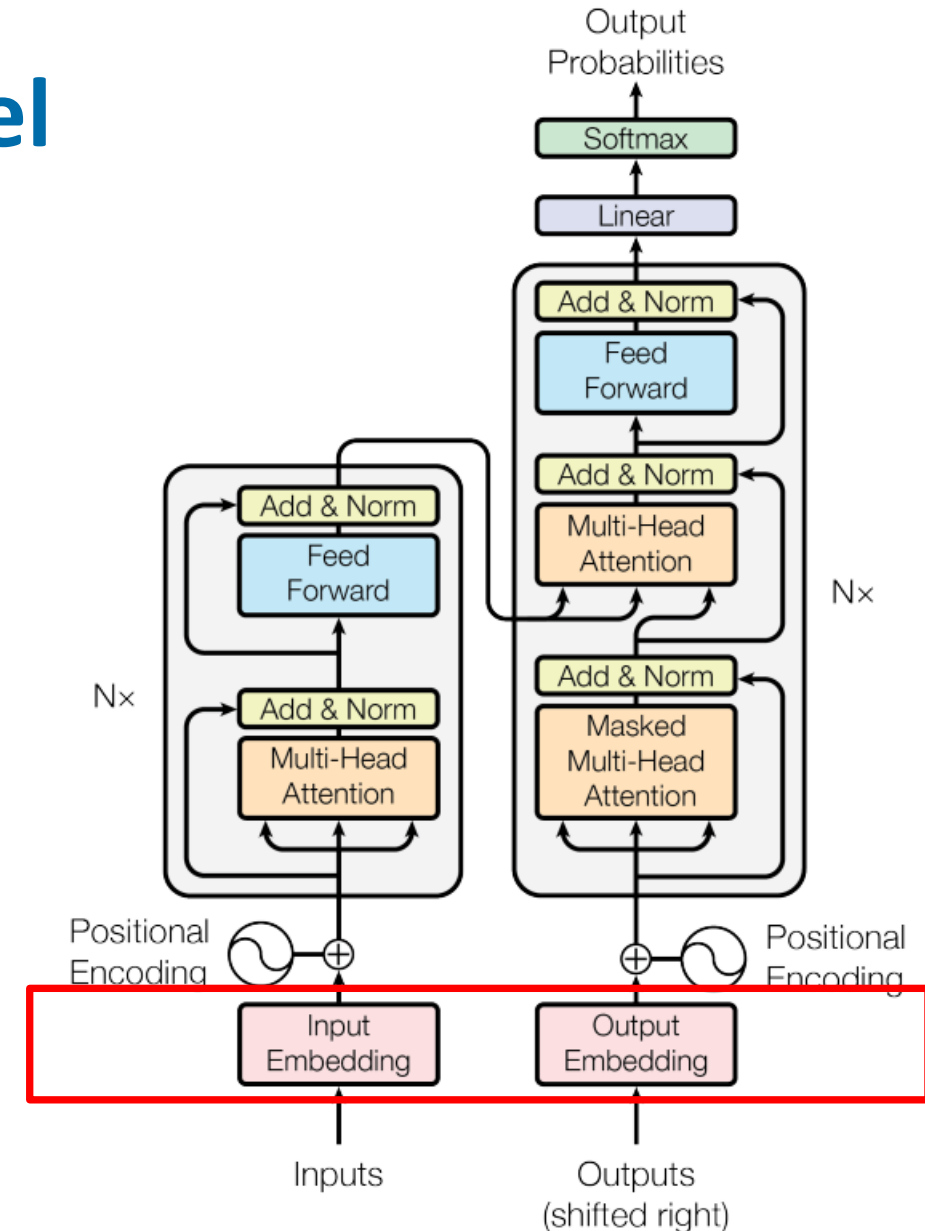 el
Output
Probabilities
Softmax
Linear
Add & Norm
Feed
Forward
Add & Norm
Multi-Head
Attention
N×
Add & Norm
Masked
Multi-Head
Attention
Add & Norm
Feed
Forward
N×
Add & Norm
Multi-Head
Attention
Positional
Encoding
Positional
Encoding
Input
Embedding
Output
Embedding
Inputs
Outputs
(shifted right)